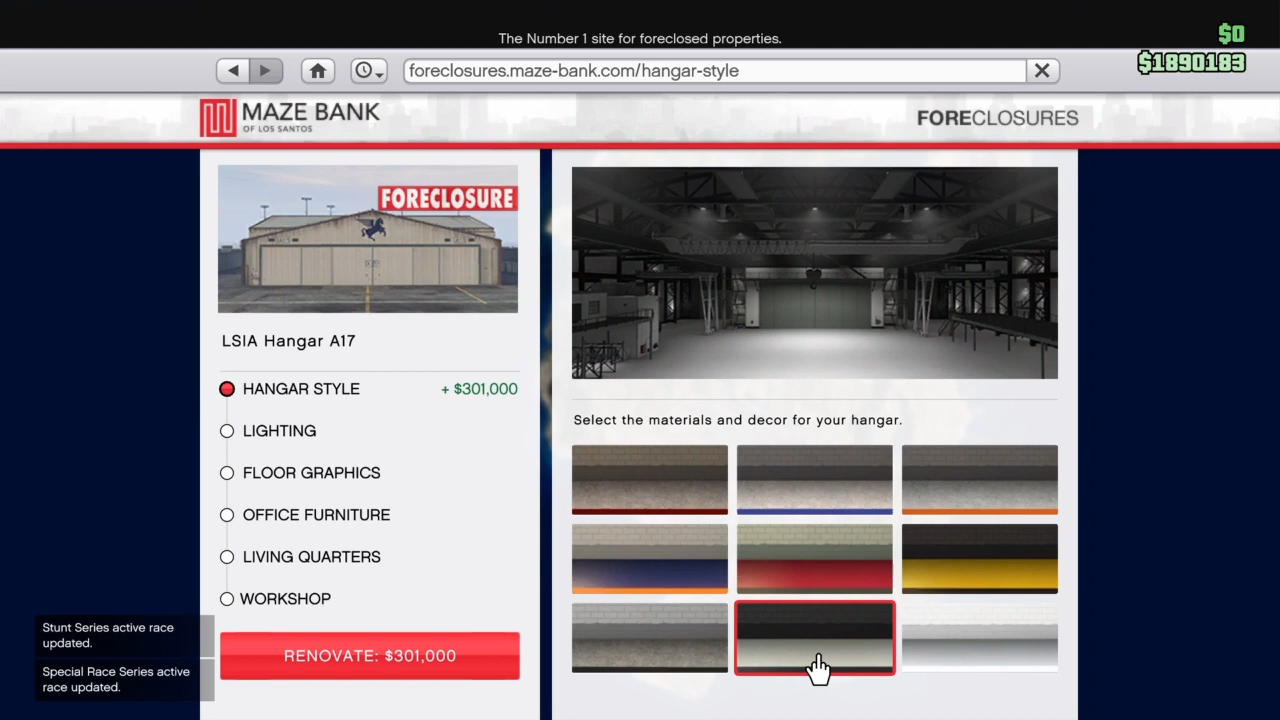 The Number 1 site for foreclosed properties.
$0
$1890183
foreclosures.maze-bank.com/hangar-style
MAZE BANK
OF LOS SANTOS
FORECLOSURES
FORECLOSURE
LSIA Hangar A17
HANGAR STYLE + $301,000
LIGHTING
FLOOR GRAPHICS
OFFICE FURNITURE
LIVING QUARTERS
WORKSHOP
RENOVATE: $301,000
Select the materials and decor for your hangar.
Stunt Series active race
updated.
Special Race Series active
race updated.